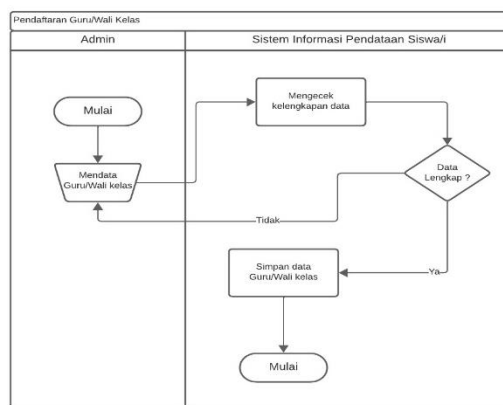 Pendaftaran Guru/Wali Kelas
Admin
Sistem Informasi Pendataan Siswa/i
Mulai
Mengecek
kelengkapan data
Mendata
Guru/Wali kelas
Data
Lengkap ?
Tidak
Ya
Simpan data
Guru/Wali kelas
Mulai